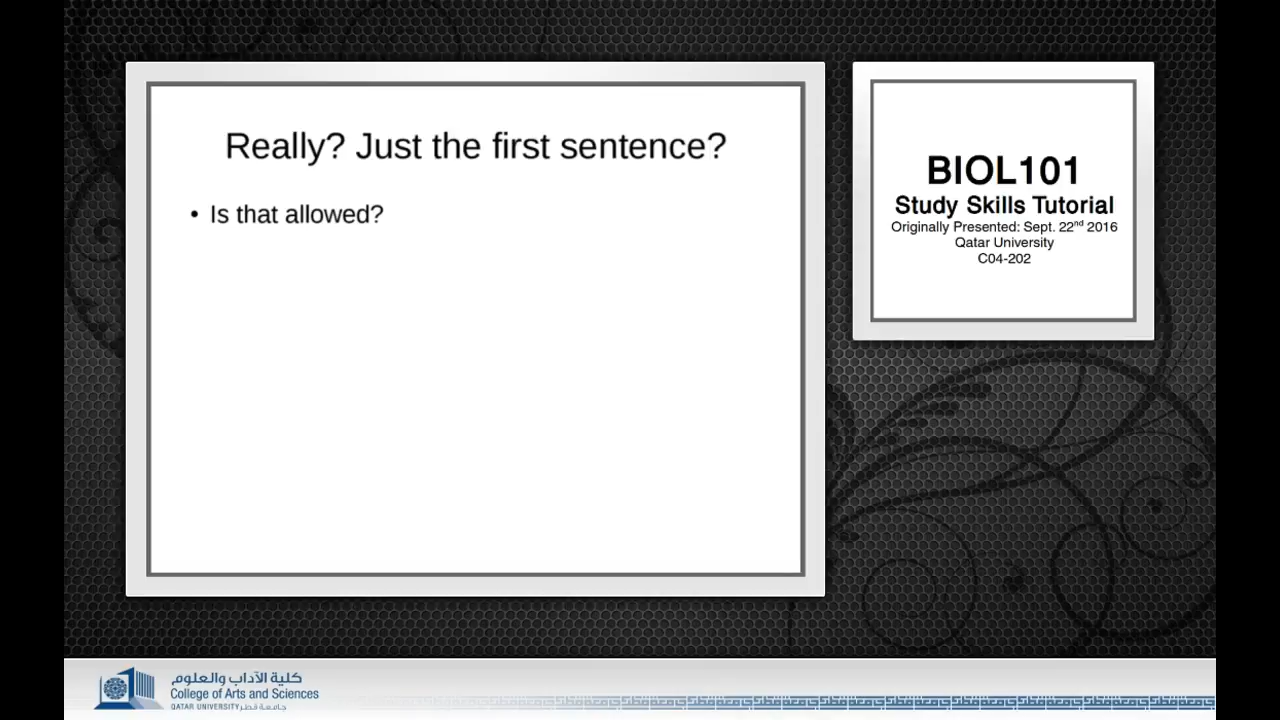 Really? Just the first sentence?
• Is that allowed?
BIOL101
Study Skills Tutorial
Originally Presented: Sept. 22nd 2016
Qatar University
C04-202
كلية الآداب والعلوم
College of Arts and Sciences
QATAR UNIVERSITY جامعة قطر